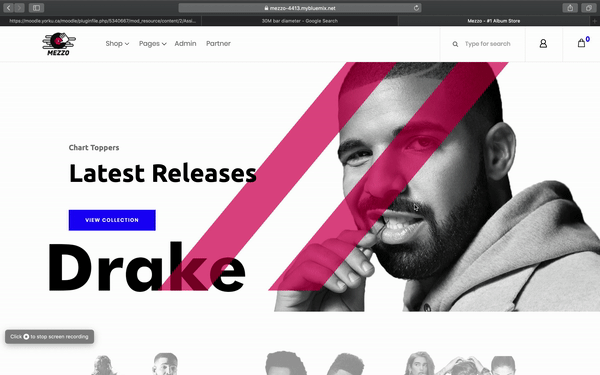 mezzo-4413.mybluemix.net
https://moodle.yorku.ca/moodle/pluginfile.php/5340667/mod_resource/content/2/Assi...
30M bar diameter - Google Search
Mezzo - #1 Album Store
MEZZO
Shop
Pages
Admin
Partner
Type for search
0
Chart Toppers
Latest Releases
VIEW COLLECTION
Drake
Click to stop screen recording